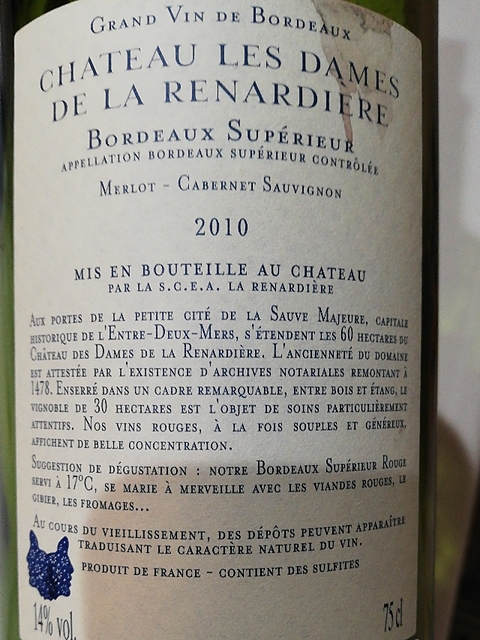 Grand Vin de Bordeaux
CHATEAU LES DAMES
DE LA RENARDIERE
Bordeaux Supérieur
APPELLATION BORDEAUX SUPÉRIEUR CONTRÔLÉE
Merlot - Cabernet Sauvignon
2010
MIS EN BOUTEILLE AU CHATEAU
PAR LA S.C.E.A. LA RENARDIÈRE
Aux portes de la petite cité de la Sauve Majeure, capitale
historique de l'Entre-Deux-Mers, s'étendent les 60 hectares du
Château des Dames de la Renardière. L'ancienneté du domaine
est attestée par l'existence d'archives notariales remontant à
1478. Enserré dans un cadre remarquable, entre bois et étang, le
vignoble de 30 hectares est l'objet de soins particulièrement
attentifs. Nos vins rouges, à la fois souples et généreux,
affichent de belle concentration.
Suggestion de dégustation : notre Bordeaux Supérieur Rouge
servi à 17°C, se marie à merveille avec les viandes rouges, le
gibier, les fromages...
Au cours du vieillissement, des dépôts peuvent apparaître
traduisant le caractère naturel du vin.
produit de France - contient des sulfites
14% vol.
75 cl